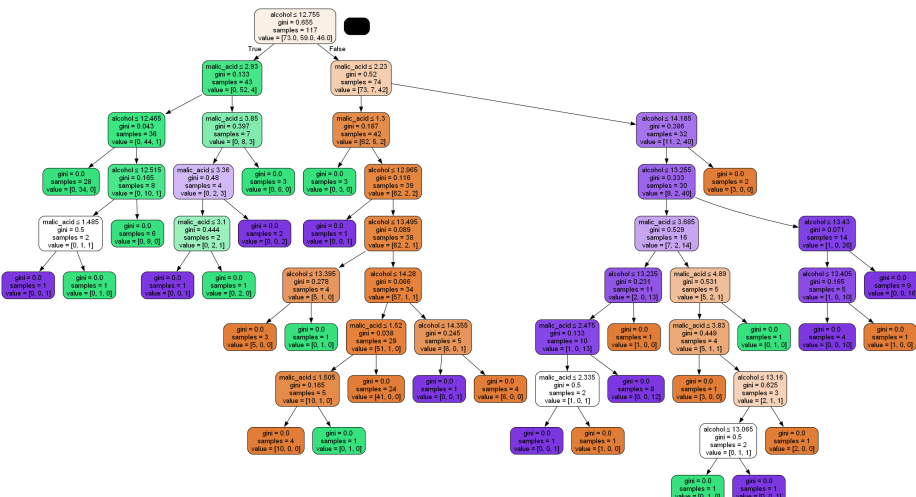 alcohol ≤ 12.755
gini = 0.655
samples = 117
value = [73.0, 59.0, 46.0]
True
False
malic_acid ≤ 2.93
gini = 0.133
samples = 43
value = [0, 52, 4]
malic_acid ≤ 2.23
gini = 0.52
samples = 74
value = [73, 7, 42]
alcohol ≤ 12.465
gini = 0.043
samples = 36
value = [0, 44, 1]
malic_acid ≤ 3.85
gini = 0.397
samples = 7
value = [0, 8, 3]
malic_acid ≤ 1.3
gini = 0.187
samples = 42
value = [62, 5, 2]
alcohol ≤ 14.185
gini = 0.386
samples = 32
value = [11, 2, 40]
gini = 0.0
samples = 28
value = [0, 34, 0]
alcohol ≤ 12.515
gini = 0.165
samples = 8
value = [0, 10, 1]
malic_acid ≤ 3.36
gini = 0.48
samples = 4
value = [0, 2, 3]
gini = 0.0
samples = 3
value = [0, 6, 0]
gini = 0.0
samples = 3
value = [0, 3, 0]
alcohol ≤ 12.965
gini = 0.116
samples = 39
value = [62, 2, 2]
alcohol ≤ 13.255
gini = 0.333
samples = 30
value = [8, 2, 40]
gini = 0.0
samples = 2
value = [3, 0, 0]
malic_acid ≤ 1.485
gini = 0.5
samples = 2
value = [0, 1, 1]
gini = 0.0
samples = 6
value = [0, 9, 0]
malic_acid ≤ 3.1
gini = 0.444
samples = 2
value = [0, 2, 1]
gini = 0.0
samples = 2
value = [0, 0, 2]
gini = 0.0
samples = 1
value = [0, 0, 1]
alcohol ≤ 13.495
gini = 0.089
samples = 38
value = [62, 2, 1]
malic_acid ≤ 3.685
gini = 0.529
samples = 16
value = [7, 2, 14]
alcohol ≤ 13.43
gini = 0.071
samples = 14
value = [1, 0, 26]
gini = 0.0
samples = 1
value = [0, 0, 1]
gini = 0.0
samples = 1
value = [0, 1, 0]
gini = 0.0
samples = 1
value = [0, 0, 1]
gini = 0.0
samples = 1
value = [0, 2, 0]
alcohol ≤ 13.395
gini = 0.278
samples = 4
value = [5, 1, 0]
alcohol ≤ 14.28
gini = 0.066
samples = 34
value = [57, 1, 1]
alcohol ≤ 13.235
gini = 0.231
samples = 11
value = [2, 0, 13]
malic_acid ≤ 4.89
gini = 0.531
samples = 5
value = [5, 2, 1]
alcohol ≤ 13.405
gini = 0.165
samples = 5
value = [1, 0, 10]
gini = 0.0
samples = 9
value = [0, 0, 16
gini = 0.0
samples = 3
value = [5, 0, 0]
gini = 0.0
samples = 1
value = [0, 1, 0]
malic_acid ≤ 1.52
gini = 0.038
samples = 29
value = [51, 1, 0]
alcohol ≤ 14.355
gini = 0.245
samples = 5
value = [6, 0, 1]
malic_acid ≤ 2.475
gini = 0.133
samples = 10
value = [1, 0, 13]
gini = 0.0
samples = 1
value = [1, 0, 0]
malic_acid ≤ 3.83
gini = 0.449
samples = 4
value = [5, 1, 1]
gini = 0.0
samples = 1
value = [0, 1, 0]
gini = 0.0
samples = 4
value = [0, 0, 10]
gini = 0.0
samples = 1
value = [1, 0, 0]
malic_acid ≤ 1.505
gini = 0.165
samples = 5
value = [10, 1, 0]
gini = 0.0
samples = 24
value = [41, 0, 0]
gini = 0.0
samples = 1
value = [0, 0, 1]
gini = 0.0
samples = 4
value = [6, 0, 0]
malic_acid ≤ 2.335
gini = 0.5
samples = 2
value = [1, 0, 1]
gini = 0.0
samples = 8
value = [0, 0, 12]
gini = 0.0
samples = 1
value = [3, 0, 0]
alcohol ≤ 13.16
gini = 0.625
samples = 3
value = [2, 1, 1]
gini = 0.0
samples = 4
value = [10, 0, 0]
gini = 0.0
samples = 1
value = [0, 1, 0]
gini = 0.0
samples = 1
value = [0, 0, 1]
gini = 0.0
samples = 1
value = [1, 0, 0]
alcohol ≤ 13.065
gini = 0.5
samples = 2
value = [0, 1, 1]
gini = 0.0
samples = 1
value = [2, 0, 0]
gini = 0.0
samples = 1
value = [0, 1, 0]
gini = 0.0
samples = 1
value = [0, 0, 1]